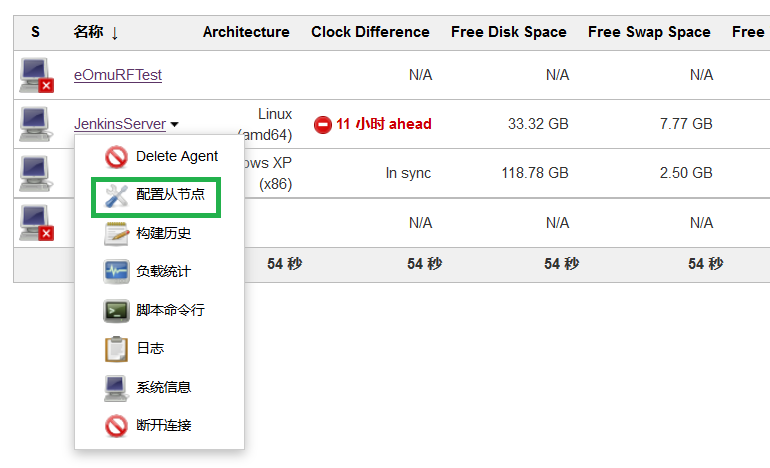 S 名称 ↓ Architecture Clock Difference Free Disk Space Free Swap Space Free
eOmuRFTest N/A N/A N/A
JenkinsServer Linux (amd64) 11 小时 ahead 33.32 GB 7.77 GB
ows XP (x86) In sync 118.78 GB 2.50 GB
N/A N/A N/A
54 秒 54 秒 54 秒 54 秒
Delete Agent
配置从节点
构建历史
负载统计
脚本命令行
日志
系统信息
断开连接